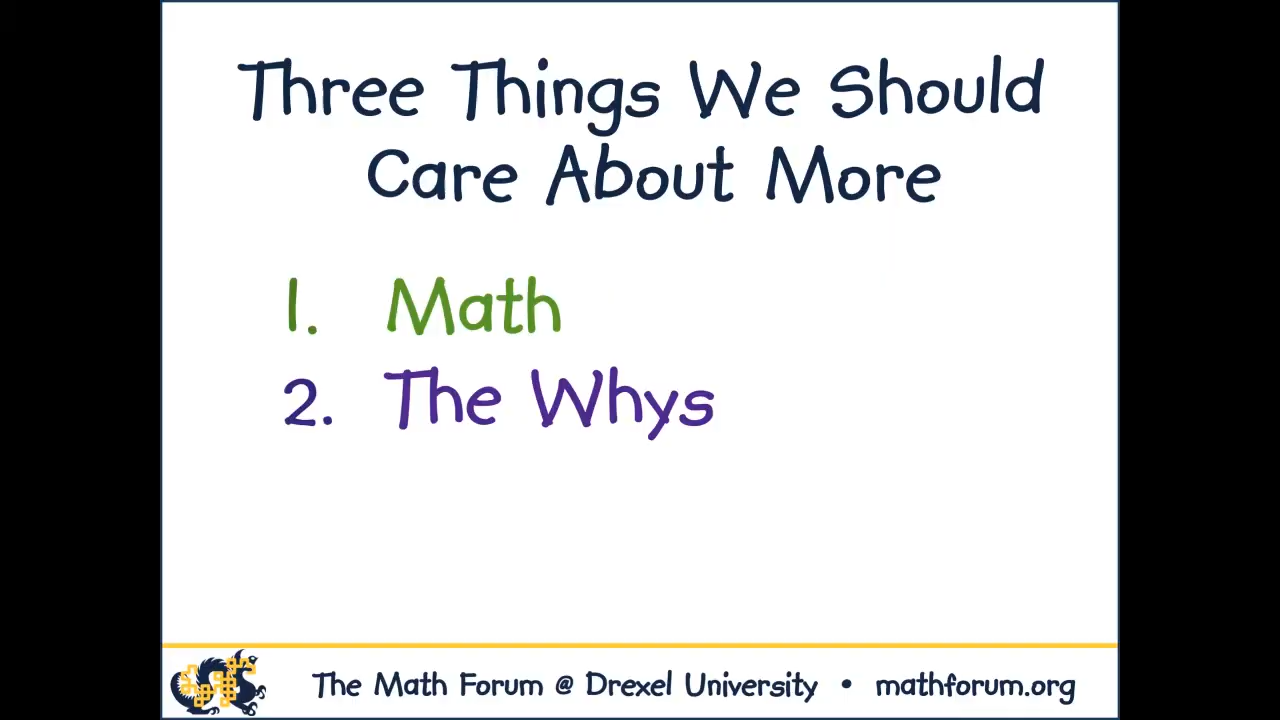 Three Things We Should
Care About More
1. Math
2. The Whys
The Math Forum @ Drexel University • mathforum.org